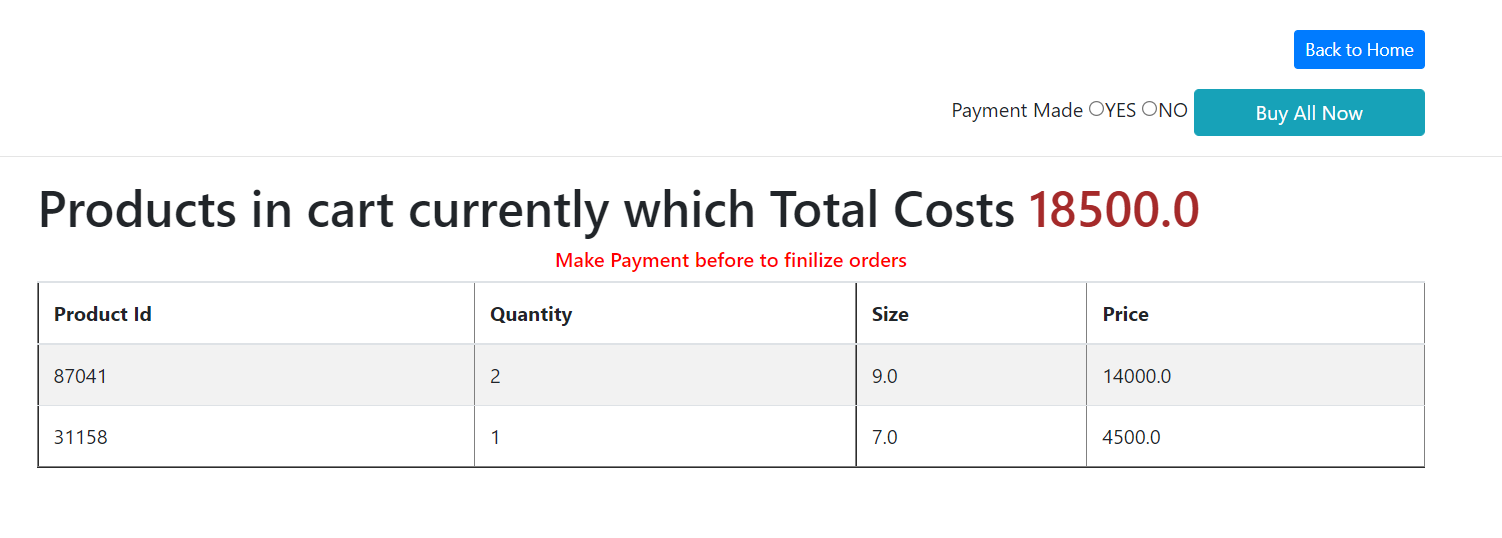 Back to Home
Payment Made YES NO Buy All Now
Products in cart currently which Total Costs 18500.0
Make Payment before to finilize orders
Product Id Quantity Size Price
87041 2 9.0 14000.0
31158 1 7.0 4500.0